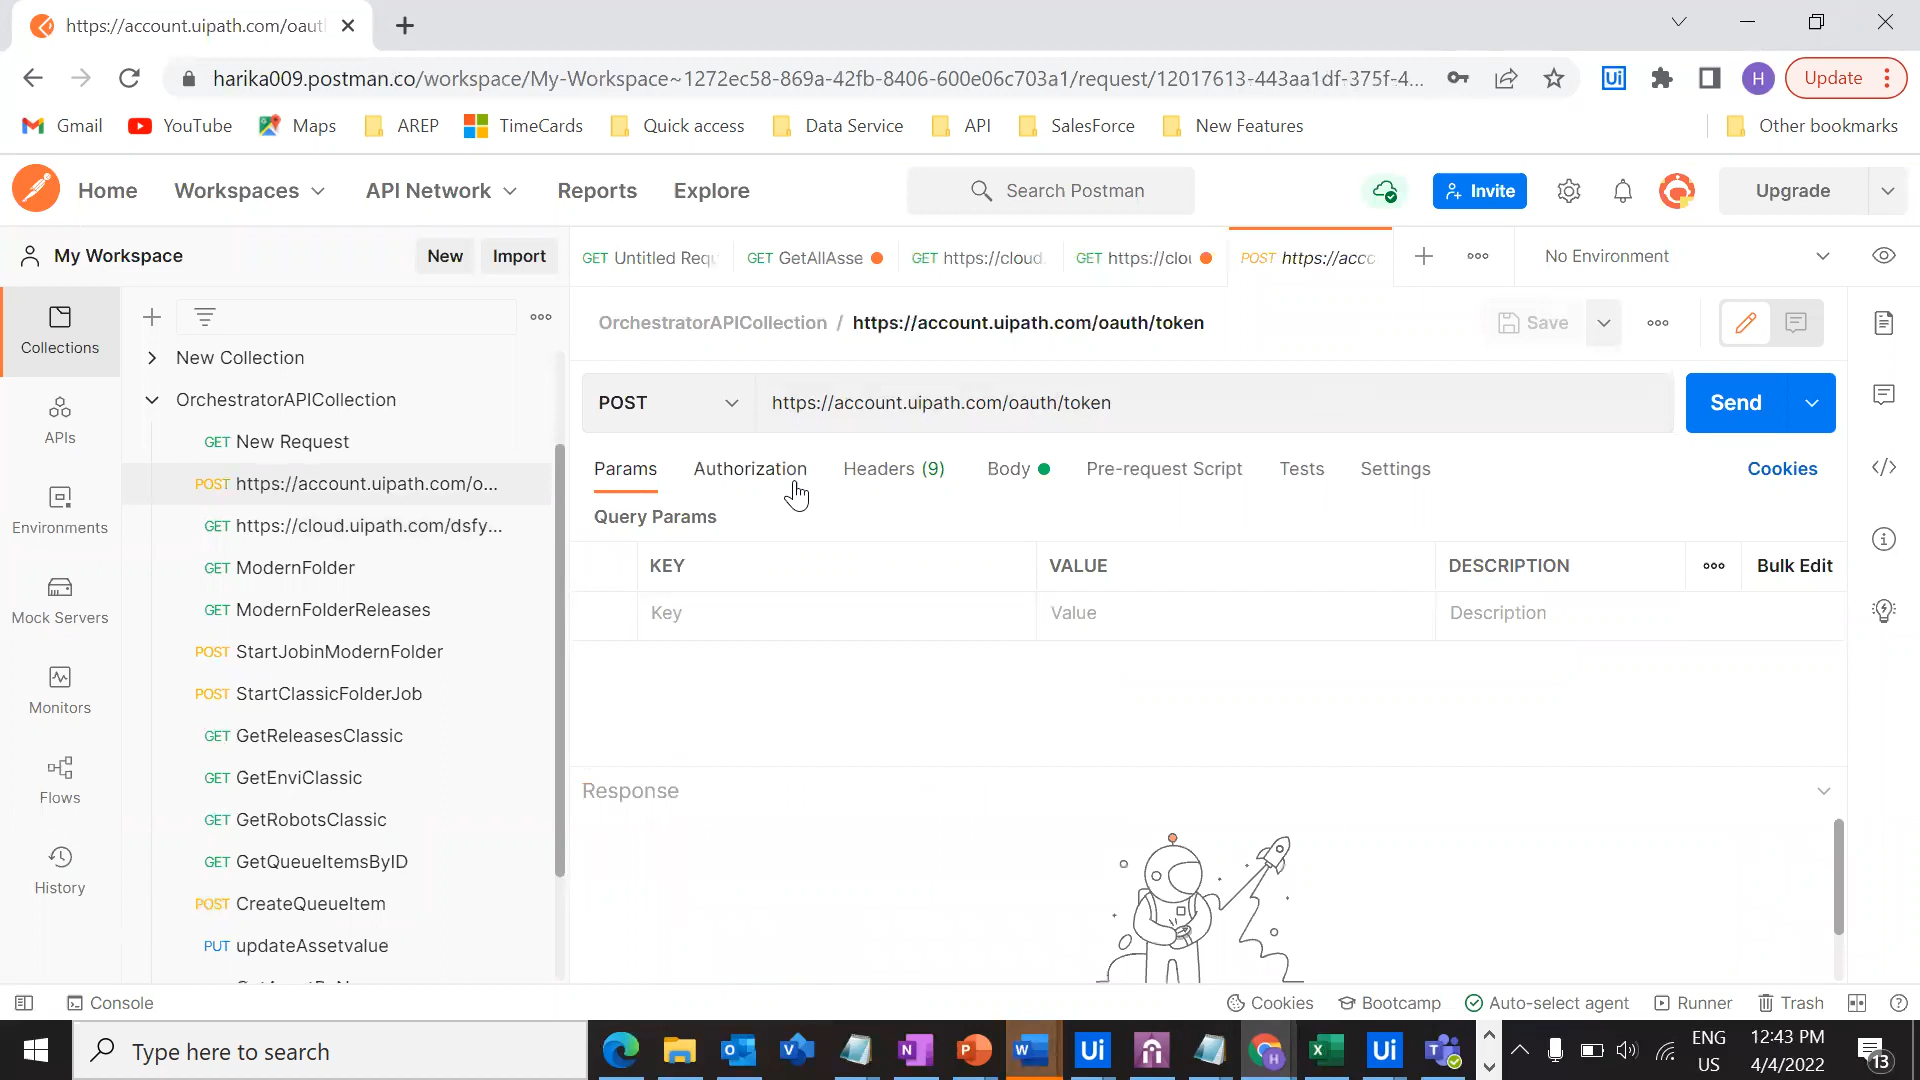 https://account.uipath.com/oaut
harika009.postman.co/workspace/My-Workspace~1272ec58-869a-42fb-8406-600e06c703a1/request/12017613-443aa1df-375f-4...
H
Update
Gmail
YouTube
Maps
AREP
TimeCards
Quick access
Data Service
API
SalesForce
New Features
Other bookmarks
Home
Workspaces
API Network
Reports
Explore
Search Postman
Invite
Upgrade
My Workspace
New
Import
GET Untitled Requ
GET GetAllAsse
GET https://cloud.
GET https://clou
POST https://acco
No Environment
Collections
APIs
Environments
Mock Servers
Monitors
Flows
History
New Collection
OrchestratorAPICollection
GET New Request
POST https://account.uipath.com/o...
GET https://cloud.uipath.com/dsfy...
GET ModernFolder
GET ModernFolderReleases
POST StartJobinModernFolder
POST StartClassicFolderJob
GET GetReleasesClassic
GET GetEnviClassic
GET GetRobotsClassic
GET GetQueueItemsByID
POST CreateQueueItem
PUT updateAssetvalue
OrchestratorAPICollection / https://account.uipath.com/oauth/token
Save
POST
https://account.uipath.com/oauth/token
Send
Params
Authorization
Headers (9)
Body
Pre-request Script
Tests
Settings
Cookies
Query Params
KEY
VALUE
DESCRIPTION
Bulk Edit
Key
Value
Description
Response
Console
Cookies
Bootcamp
Auto-select agent
Runner
Trash
Type here to search
ENG
US
12:43 PM
4/4/2022
13